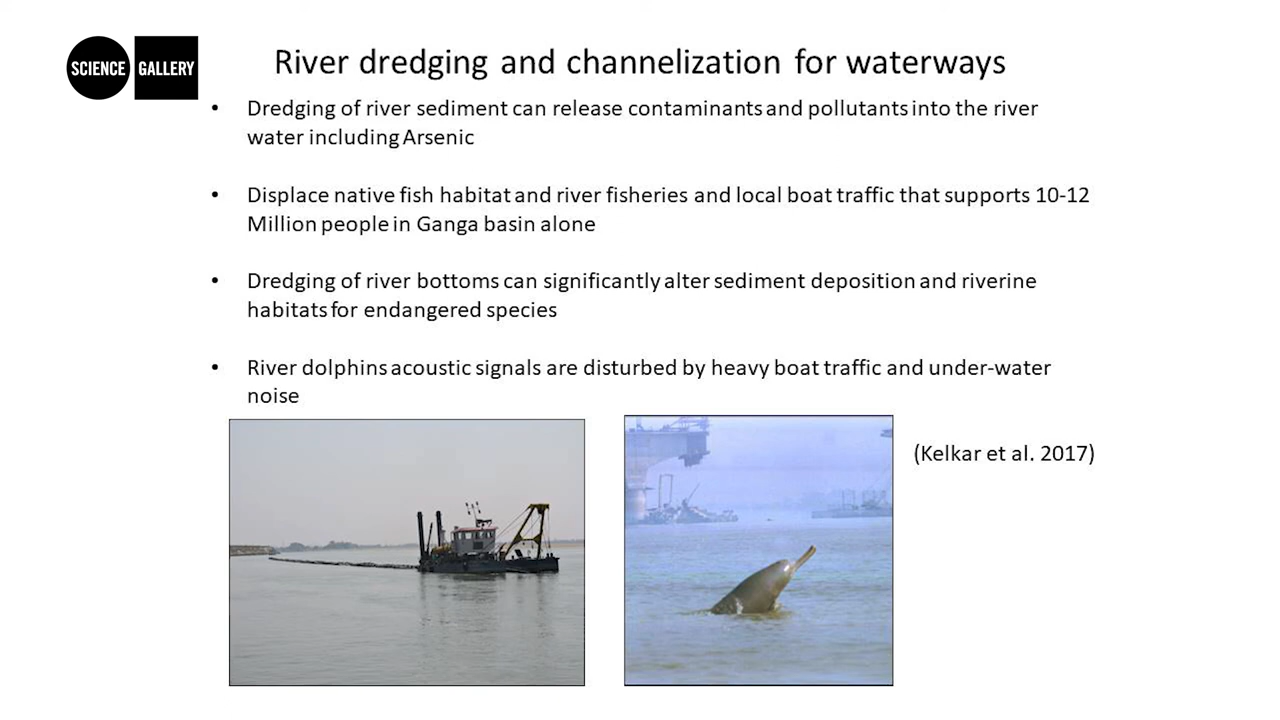 SCIENCE GALLERY
River dredging and channelization for waterways
• Dredging of river sediment can release contaminants and pollutants into the river
water including Arsenic
• Displace native fish habitat and river fisheries and local boat traffic that supports 10-12
Million people in Ganga basin alone
• Dredging of river bottoms can significantly alter sediment deposition and riverine
habitats for endangered species
• River dolphins acoustic signals are disturbed by heavy boat traffic and under-water
noise
(Kelkar et al. 2017)